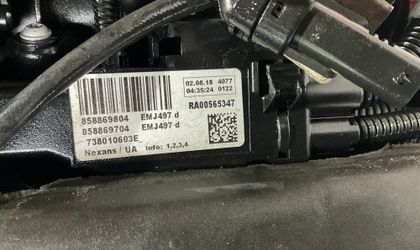 02.08.18 4077
04:35:24 0122
858869804 EMJ497 d
858869704 EMJ497 d
738010603E
Nexans / UA Info: 1,2,3,4
RA00565347